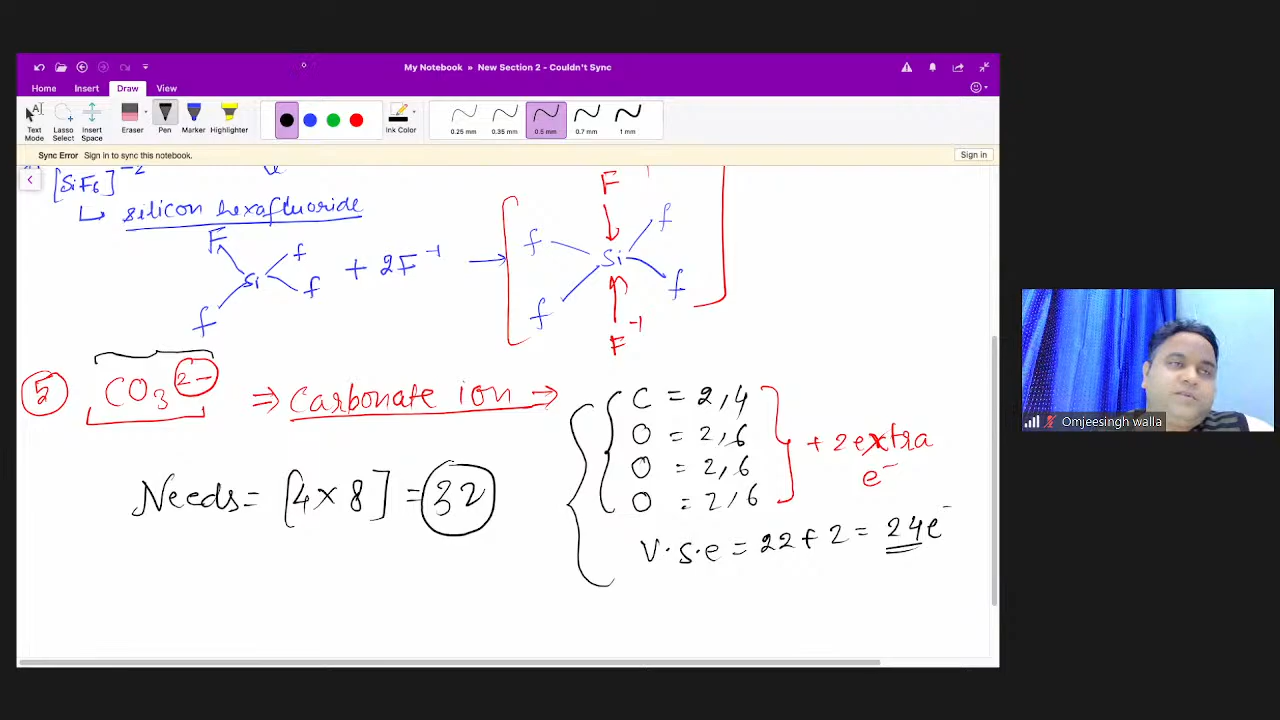 My Notebook » New Section 2 - Couldn't Sync
Home Insert Draw View
Text Mode
Lasso Select
Insert Space
Eraser
Pen
Marker
Highlighter
Ink Color
0.25 mm
0.35 mm
0.5 mm
0.7 mm
1 mm
Sync Error Sign in to sync this notebook.
Sign in
[SiF6]-2
silicon hexafluoride
F
f
Si
f
f
+ 2F-1
F
-1
f
f
Si
f
f
F-1
5 CO3 2- ⇒ Carbonate ion ⇒
C = 2,4
O = 2,6
O = 2,6
O = 2,6
+ 2 extra
e-
Needs = [4×8] = 32
V.S.e = 22+2 = 24e-
Omjeesingh walla